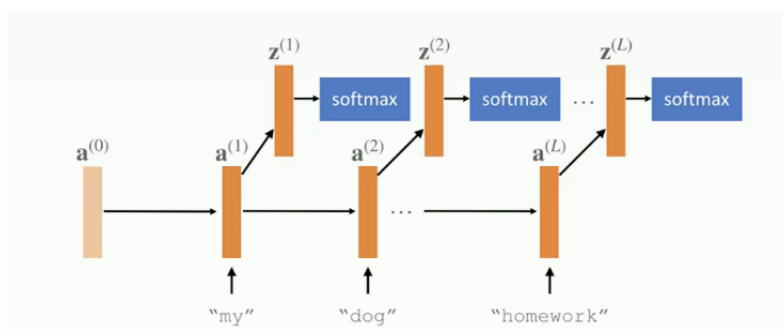 z^(1) z^(2) z^(L)
softmax softmax ... softmax
a^(0) a^(1) a^(2) a^(L)
...
“my” “dog” “homework”